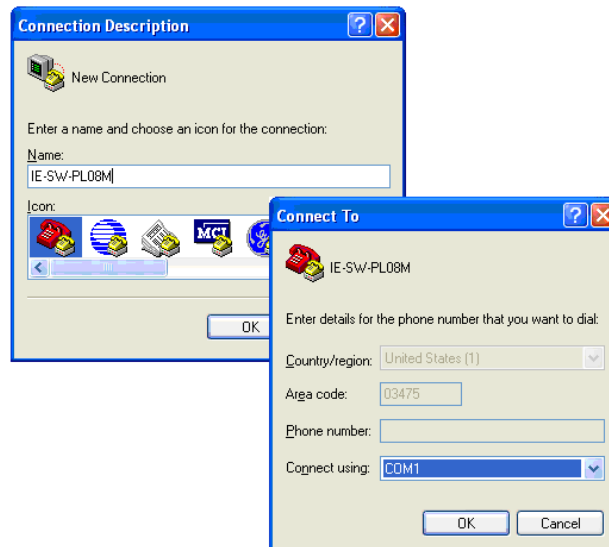 Connection Description
New Connection
Enter a name and choose an icon for the connection:
Name:
IE-SW-PL08M
Icon:
MCI
OK
Connect To
IE-SW-PL08M
Enter details for the phone number that you want to dial:
Country/region: United States (1)
Area code: 03475
Phone number:
Connect using: COM1
OK Cancel